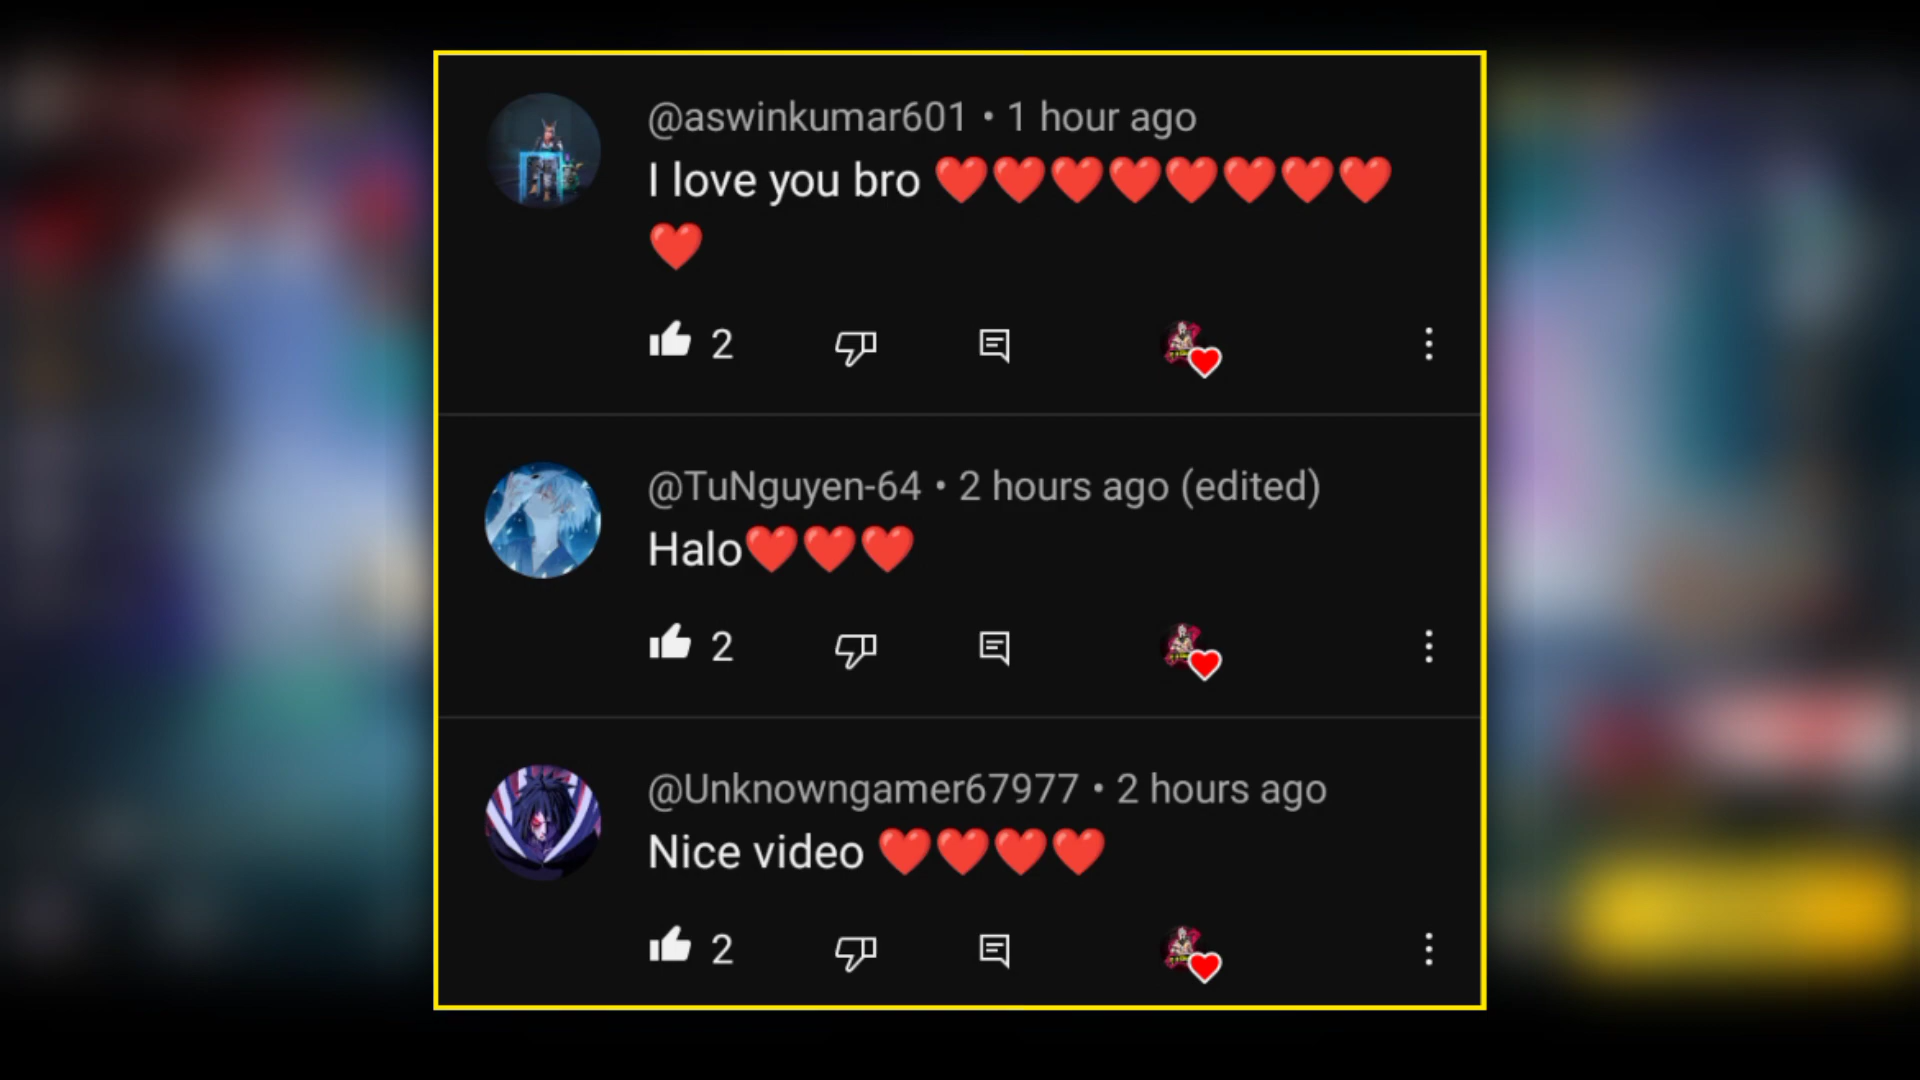 @aswinkumar601 • 1 hour ago
I love you bro ❤️❤️❤️❤️❤️❤️❤️❤️
❤️
2
@TuNguyen-64 • 2 hours ago (edited)
Halo❤️❤️❤️
2
@Unknowngamer67977 • 2 hours ago
Nice video ❤️❤️❤️❤️
2